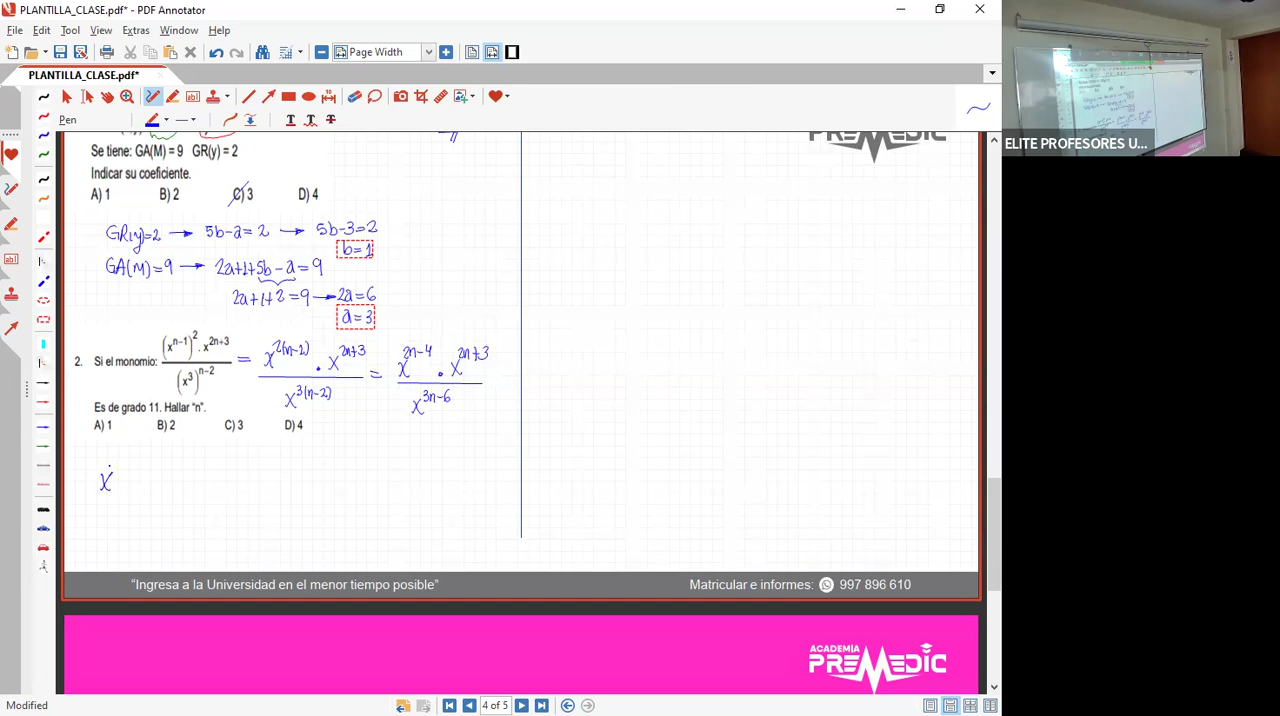 PLANTILLA_CLASE.pdf* - PDF Annotator
File Edit Tool View Extras Window Help
Page Width
PLANTILLA_CLASE.pdf*
Pen
PREMEDIC
Se tiene: GA(M) = 9 GR(y) = 2
Indicar su coeficiente.
A) 1 B) 2 C) 3 D) 4
GR(y)=2 → 5b-a=2 → 5b-3=2
b=1
GA(M)=9 → 2a+1+5b-a=9
2a+1+2=9 → 2a=6
a=3
2. Si el monomio: (x^{n-1})^2 . x^{2n+3} / (x^3)^{n-2} = x^{2(n-2)} . x^{2n+3} / x^{3(n-2)} = x^{2n-4} . x^{2n+3} / x^{3n-6}
Es de grado 11. Hallar "n".
A) 1 B) 2 C) 3 D) 4
x
"Ingresa a la Universidad en el menor tiempo posible"
Matricular e informes: 997 896 610
ACADEMIA
PREMEDIC
Modified
4 of 5
ELITE PROFESORES U...